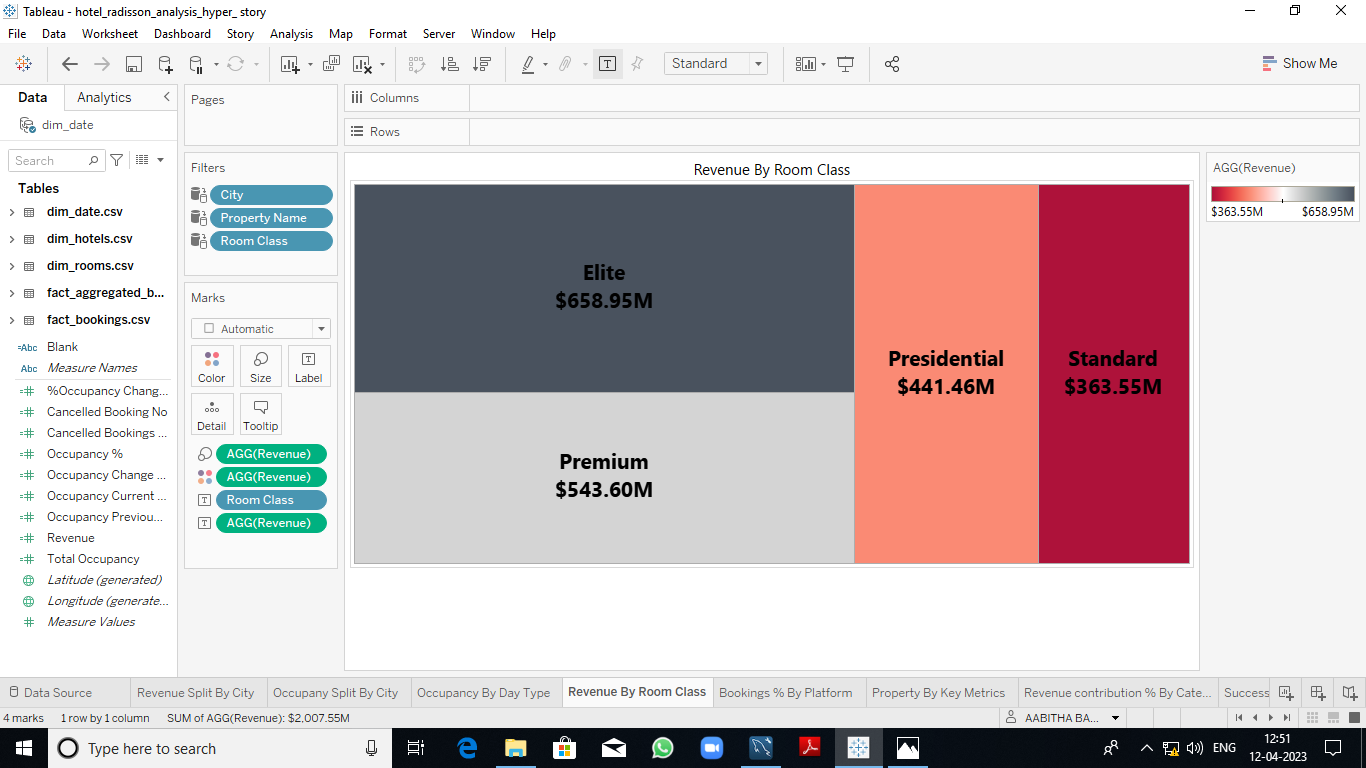 Tableau - hotel_radisson_analysis_hyper_ story
File Data Worksheet Dashboard Story Analysis Map Format Server Window Help
Standard
Show Me
Data Analytics
dim_date
Search
Tables
dim_date.csv
dim_hotels.csv
dim_rooms.csv
fact_aggregated_b...
fact_bookings.csv
=Abc Blank
Abc Measure Names
%Occupancy Chang...
Cancelled Booking No
Cancelled Bookings ...
Occupancy %
Occupancy Change ...
Occupancy Current ...
Occupancy Previou...
Revenue
Total Occupancy
Latitude (generated)
Longitude (generate...
Measure Values
Pages
Filters
City
Property Name
Room Class
Marks
Automatic
Color Size Label
Detail Tooltip
AGG(Revenue)
AGG(Revenue)
Room Class
AGG(Revenue)
Columns
Rows
Revenue By Room Class
Elite
$658.95M
Premium
$543.60M
Presidential
$441.46M
Standard
$363.55M
AGG(Revenue)
$363.55M $658.95M
Data Source Revenue Split By City Occupany Split By City Occupancy By Day Type Revenue By Room Class Bookings % By Platform Property By Key Metrics Revenue contribution % By Cate... Success
4 marks 1 row by 1 column SUM of AGG(Revenue): $2,007.55M AABITHA BA...
Type here to search
ENG
12:51
12-04-2023